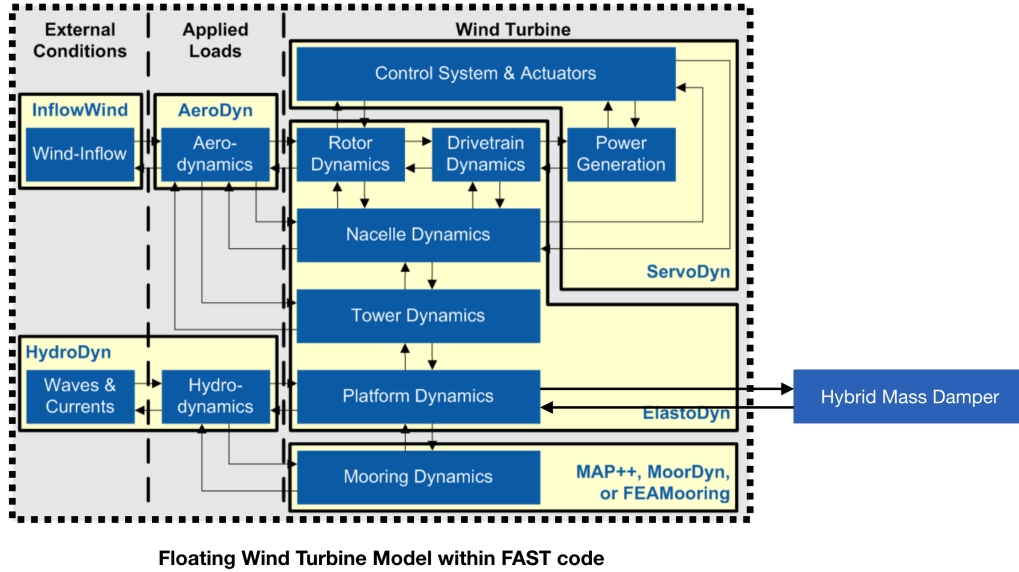 External
Conditions
Applied
Loads
Wind Turbine
Control System & Actuators
InflowWind
AeroDyn
Wind-Inflow
Aero-
dynamics
Rotor
Dynamics
Drivetrain
Dynamics
Power
Generation
Nacelle Dynamics
ServoDyn
Tower Dynamics
HydroDyn
Waves &
Currents
Hydro-
dynamics
Platform Dynamics
ElastoDyn
Hybrid Mass Damper
Mooring Dynamics
MAP++, MoorDyn,
or FEAMooring
Floating Wind Turbine Model within FAST code